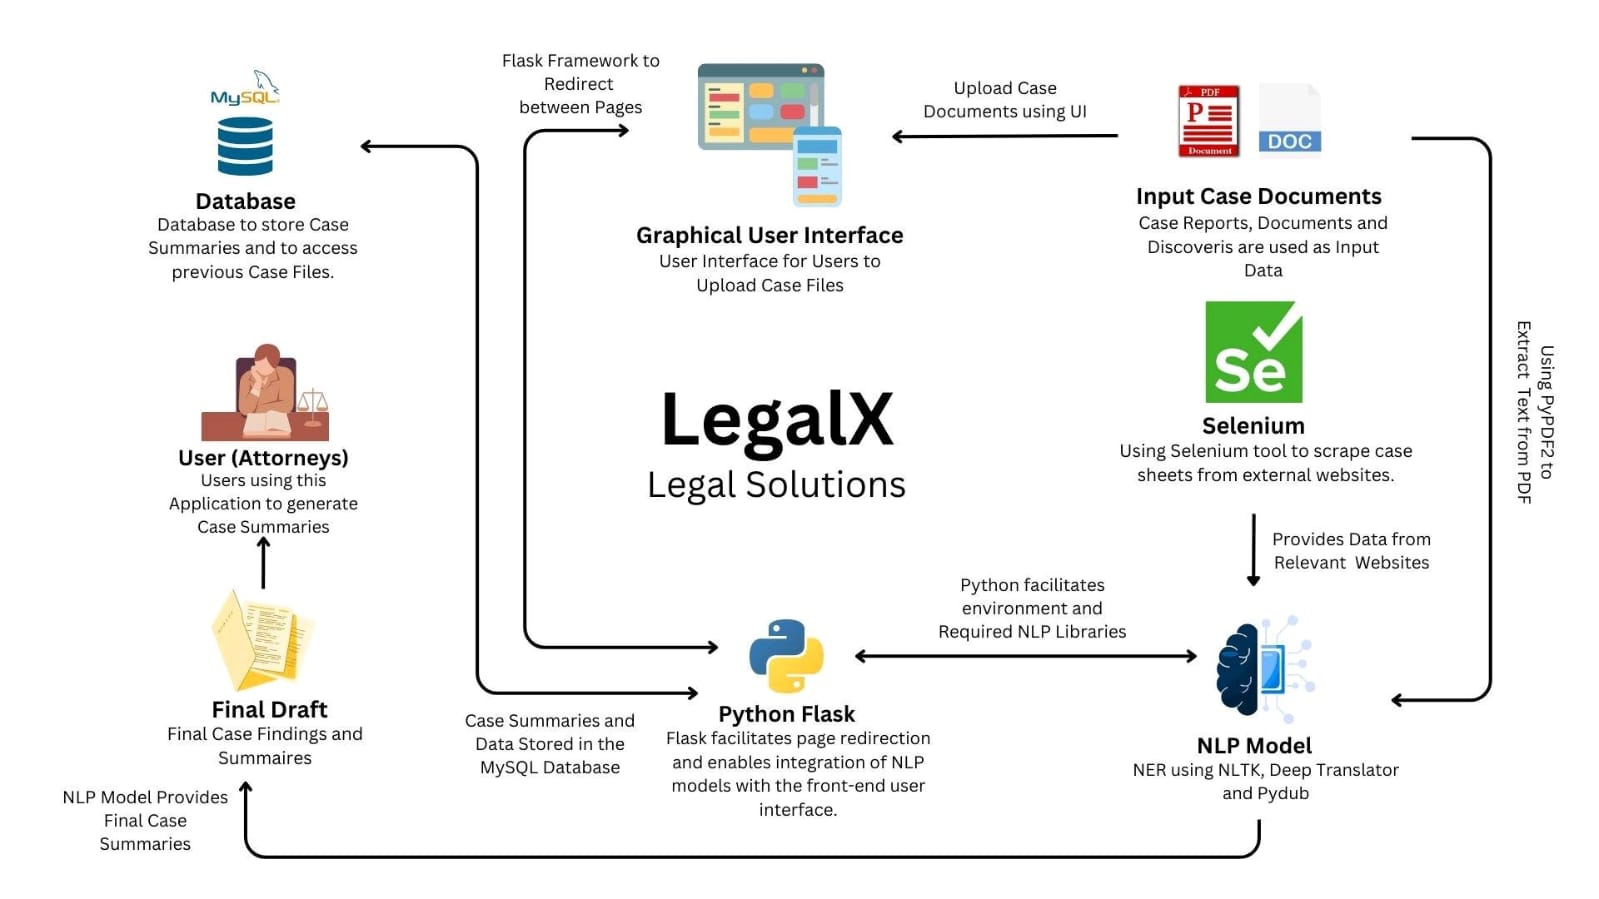 Flask Framework to
Redirect
between Pages
Upload Case
Documents using UI
MySQL
PDF
P
Document
DOC
Database
Database to store Case
Summaries and to access
previous Case Files.
Graphical User Interface
User Interface for Users to
Upload Case Files
Input Case Documents
Case Reports, Documents and
Discoveris are used as Input
Data
Se
Selenium
Using Selenium tool to scrape case
sheets from external websites.
Using PyPDF2 to
Extract Text from PDF
User (Attorneys)
Users using this
Application to generate
Case Summaries
LegalX
Legal Solutions
Provides Data from
Relevant Websites
Python facilitates
environment and
Required NLP Libraries
Final Draft
Final Case Findings and
Summaires
Case Summaries and
Data Stored in the
MySQL Database
Python Flask
Flask facilitates page redirection
and enables integration of NLP
models with the front-end user
interface.
NLP Model
NER using NLTK, Deep Translator
and Pydub
NLP Model Provides
Final Case
Summaries